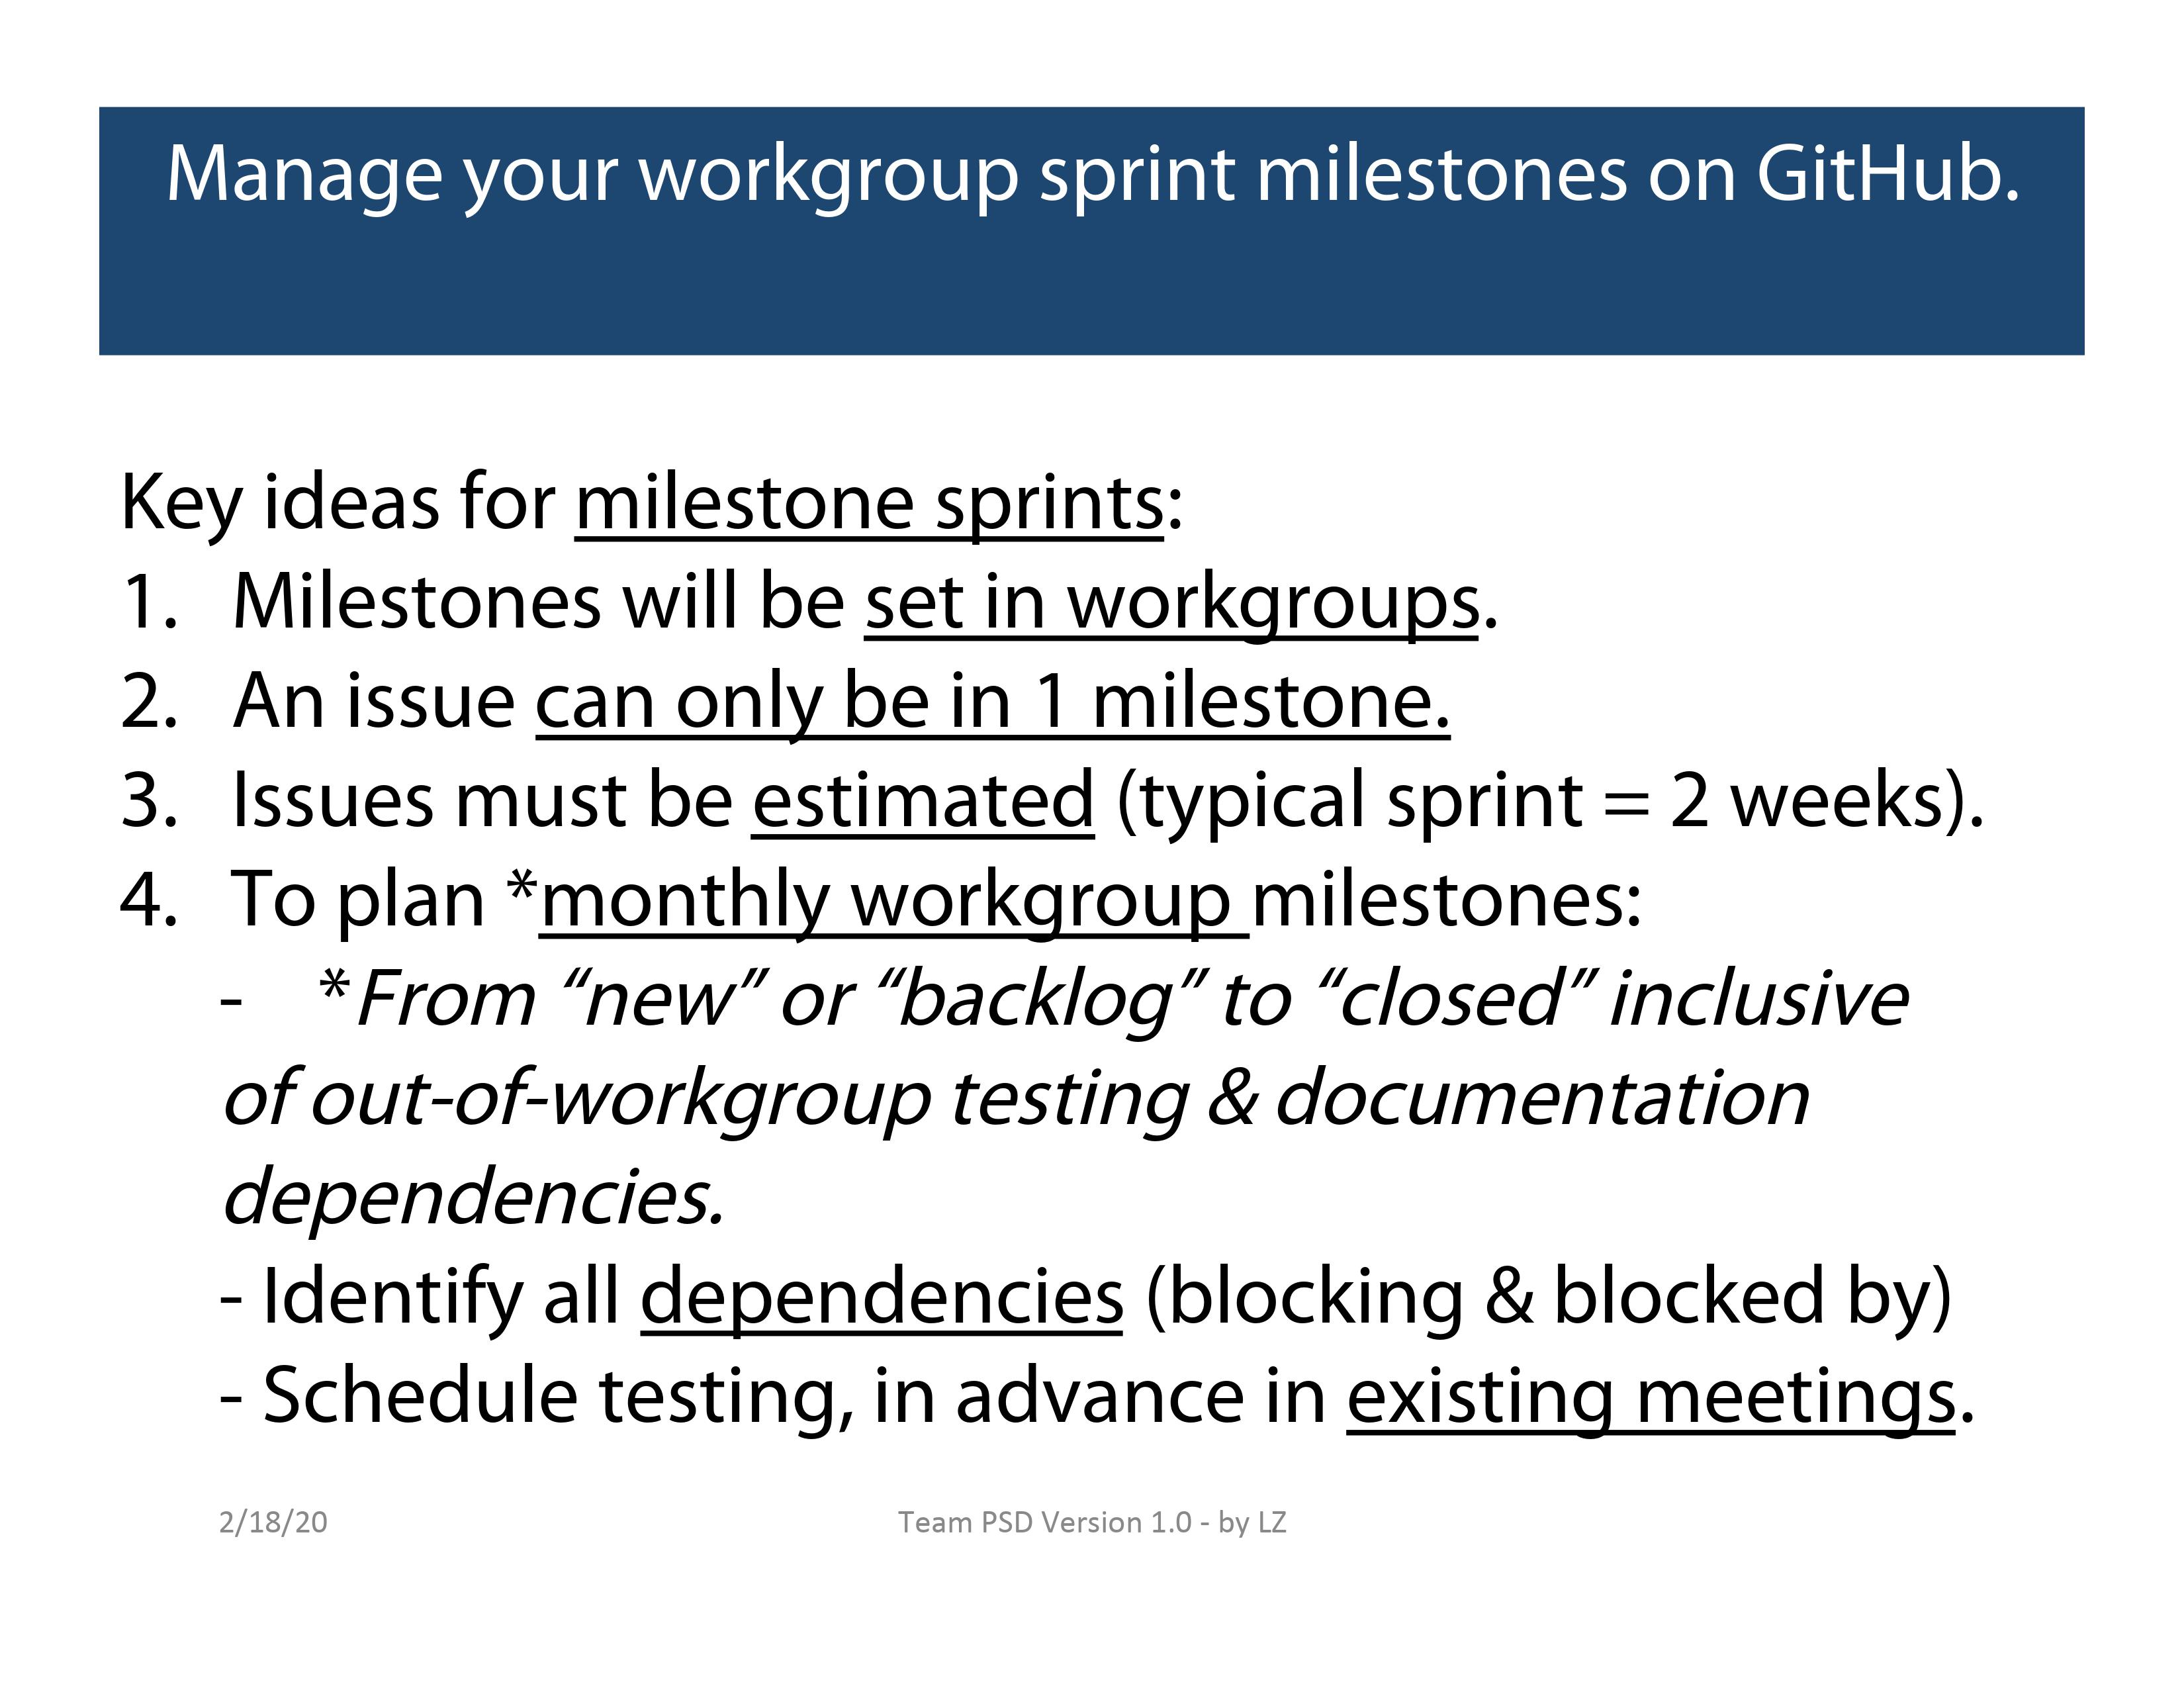 Manage your workgroup sprint milestones on GitHub.
Key ideas for milestone sprints:
1. Milestones will be set in workgroups.
2. An issue can only be in 1 milestone.
3. Issues must be estimated (typical sprint = 2 weeks).
4. To plan *monthly workgroup milestones:
- *From “new” or “backlog” to “closed” inclusive
of out-of-workgroup testing & documentation
dependencies.
- Identify all dependencies (blocking & blocked by)
- Schedule testing, in advance in existing meetings.
2/18/20
Team PSD Version 1.0 - by LZ